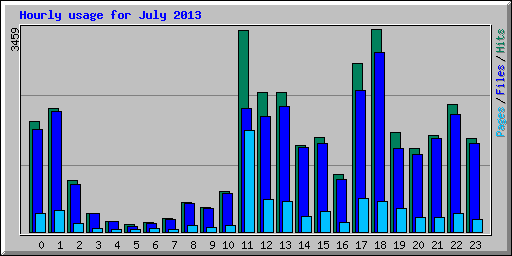 Hourly usage for July 2013
3459
Pages / Files / Hits
0 1 2 3 4 5 6 7 8 9 10 11 12 13 14 15 16 17 18 19 20 21 22 23